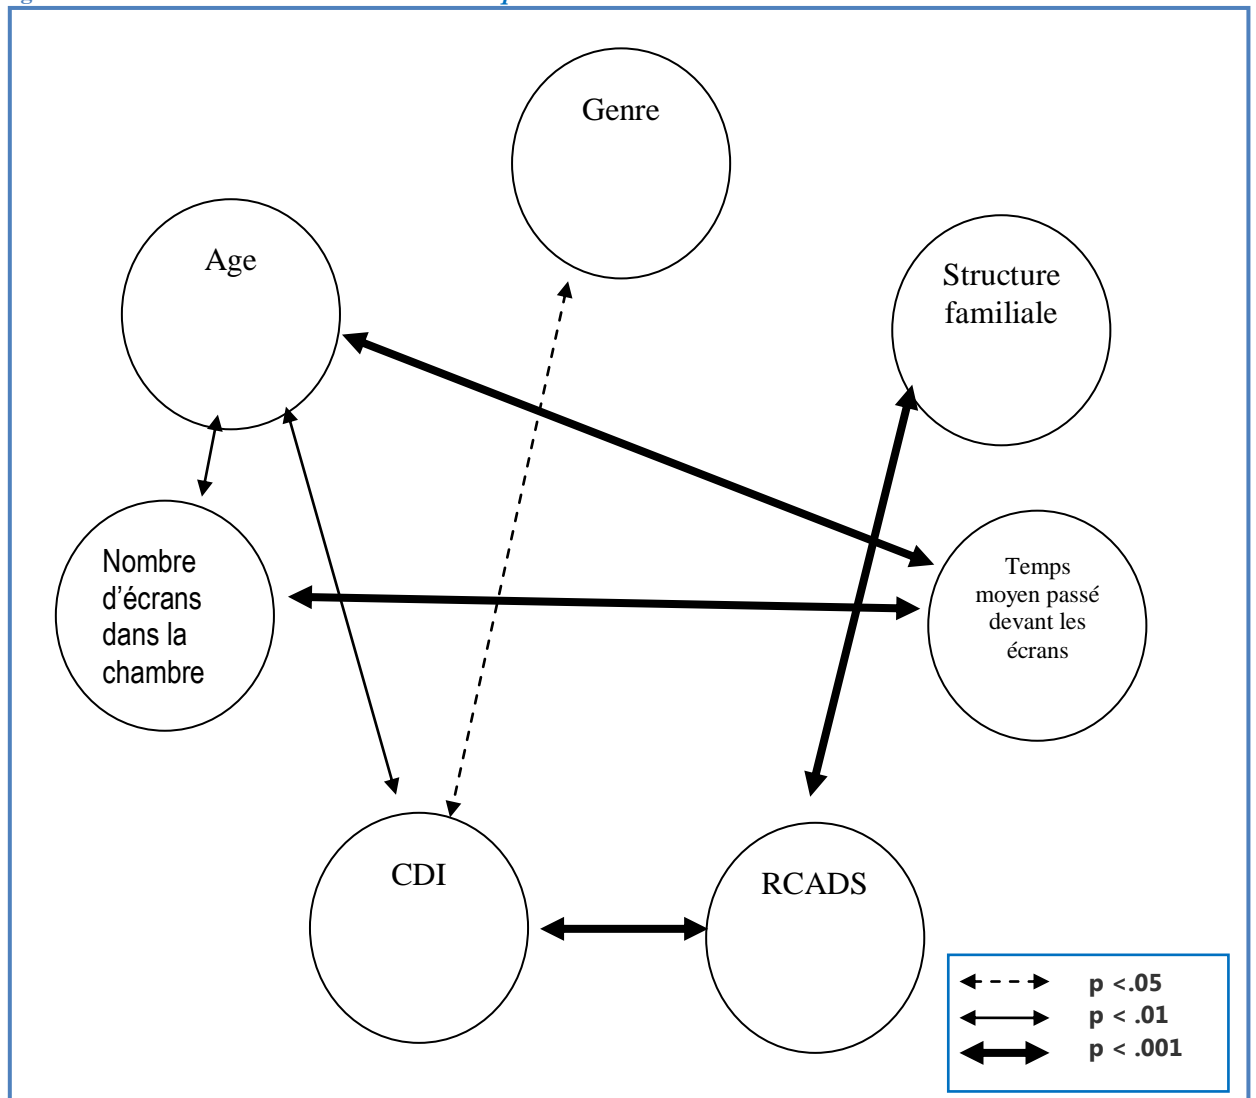 Genre
Age
Structure
familiale
Nombre
d'écrans
dans la
chambre
Temps
moyen passé
devant les
écrans
CDI
RCADS
p <.05
p < .01
p < .001